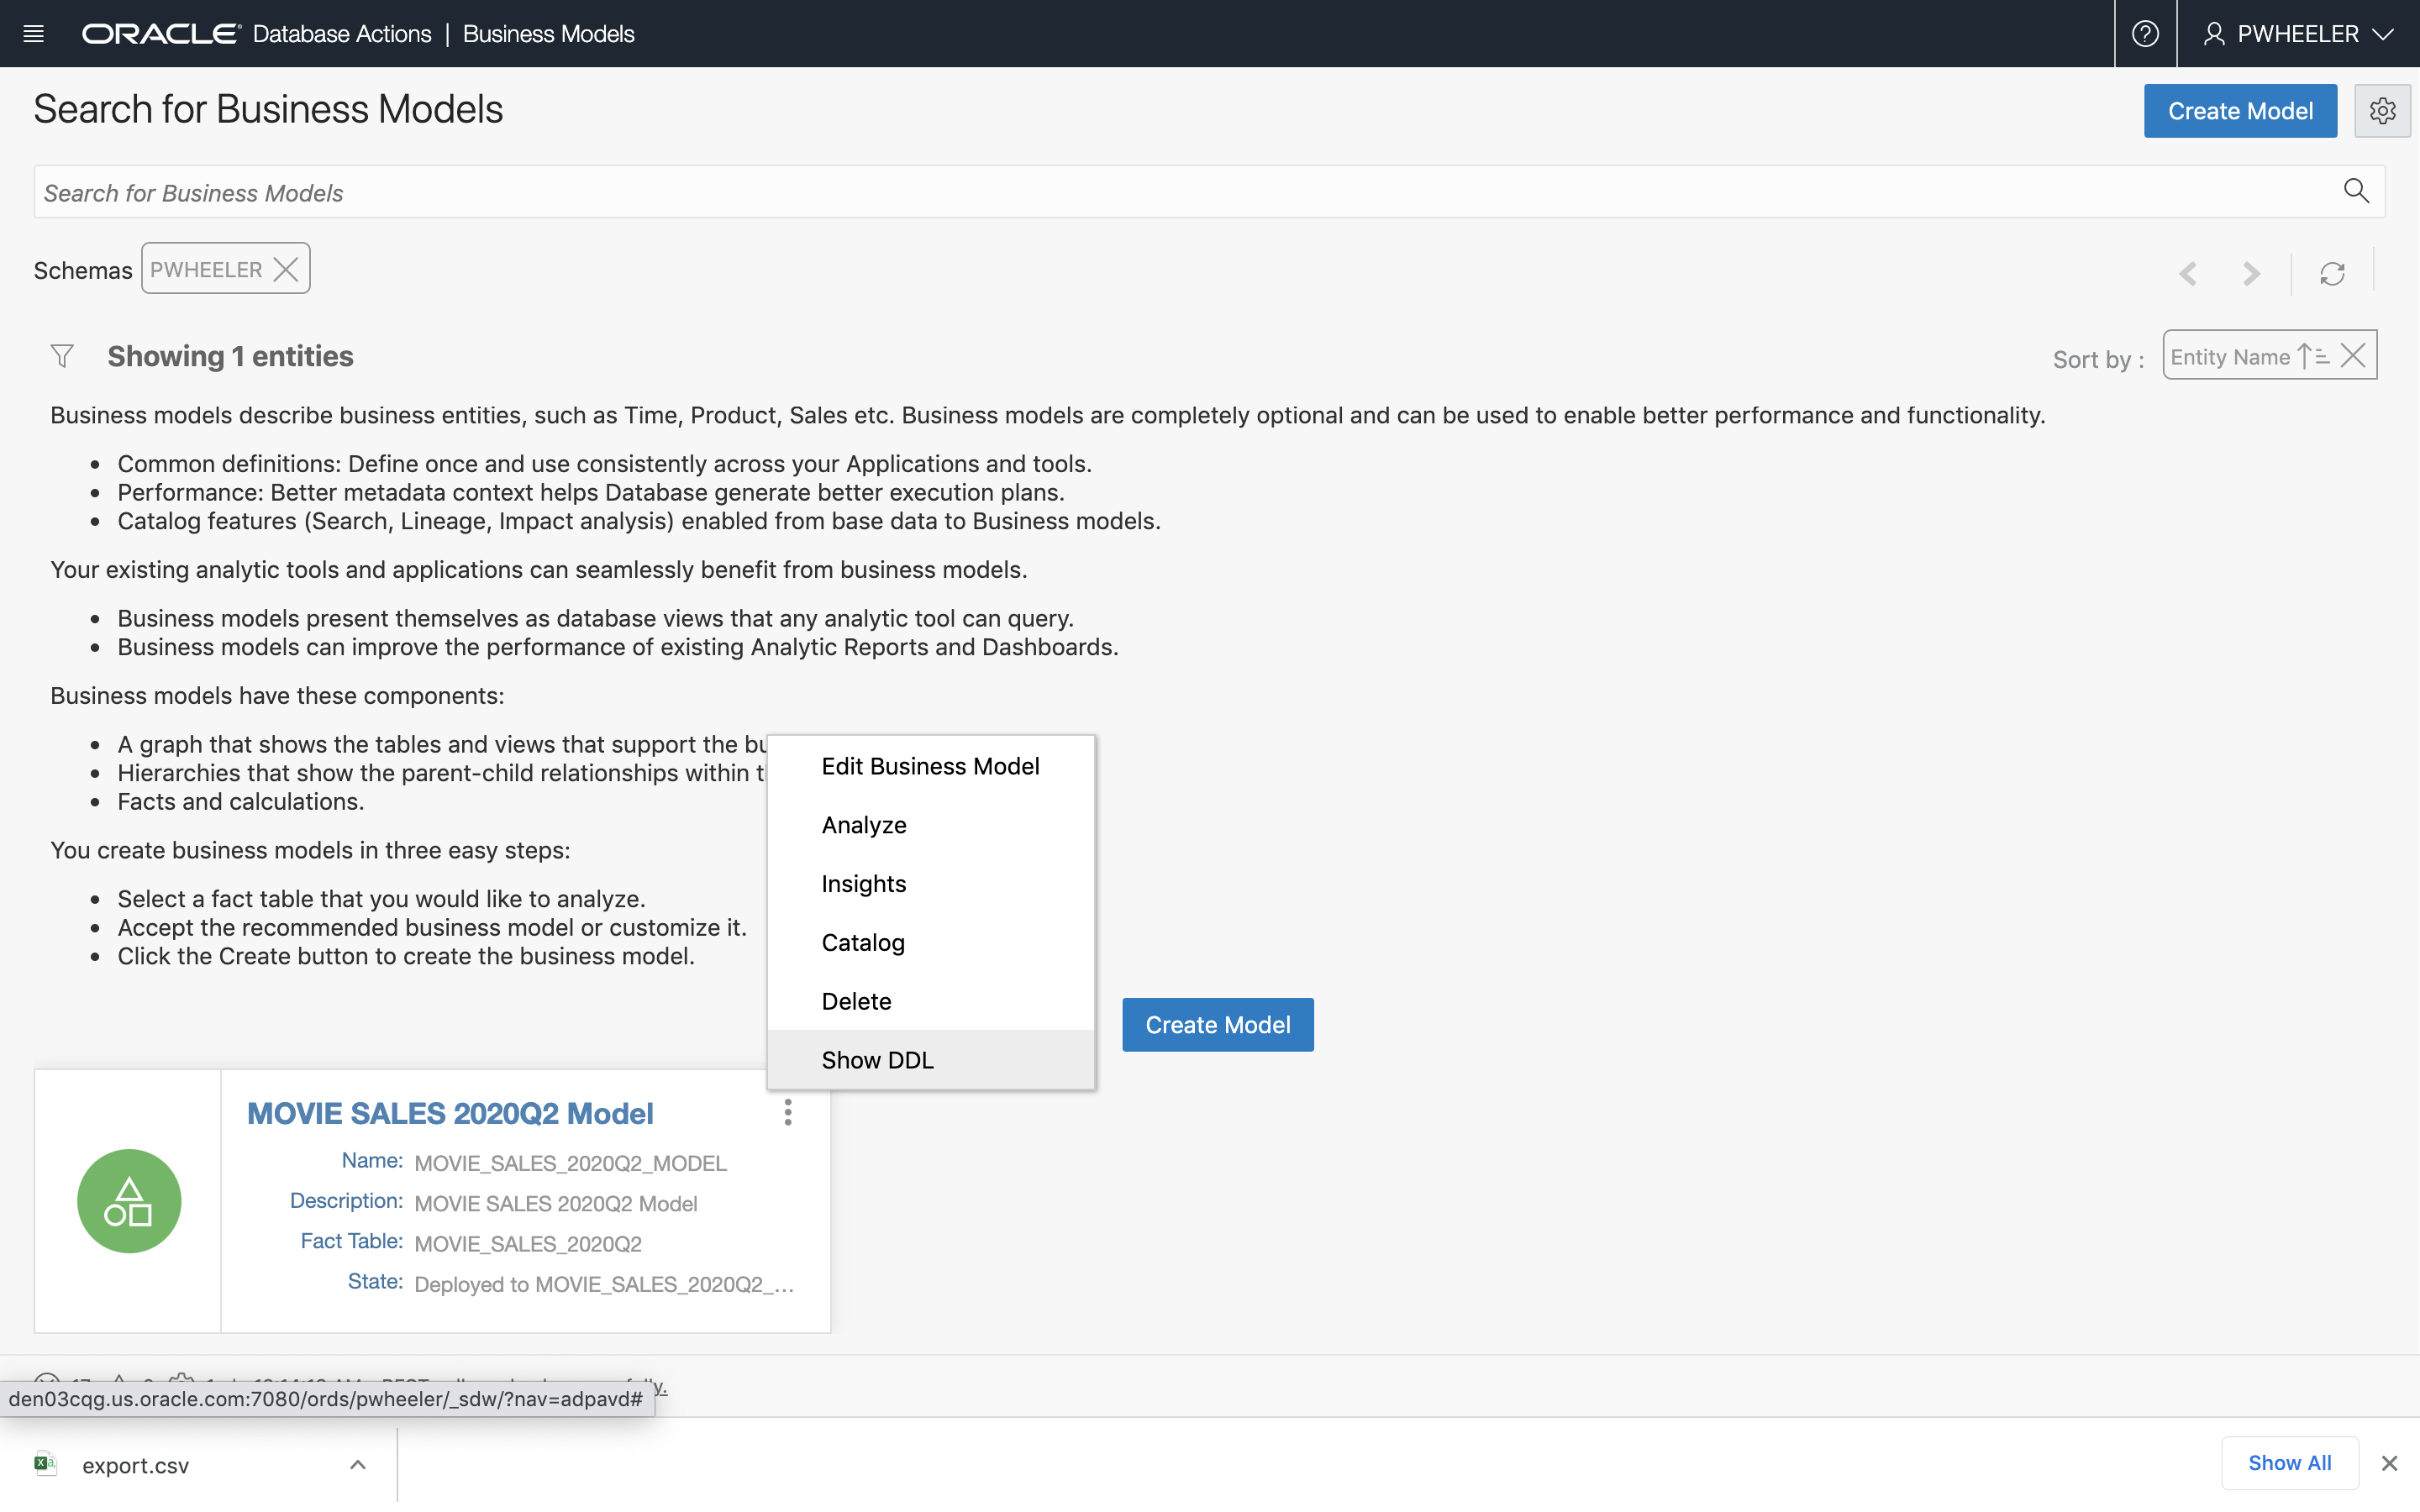 ORACLE Database Actions | Business Models
PWHEELER
Search for Business Models
Create Model
Search for Business Models
Schemas PWHEELER
Showing 1 entities
Sort by : Entity Name
Business models describe business entities, such as Time, Product, Sales etc. Business models are completely optional and can be used to enable better performance and functionality.
• Common definitions: Define once and use consistently across your Applications and tools.
• Performance: Better metadata context helps Database generate better execution plans.
• Catalog features (Search, Lineage, Impact analysis) enabled from base data to Business models.
Your existing analytic tools and applications can seamlessly benefit from business models.
• Business models present themselves as database views that any analytic tool can query.
• Business models can improve the performance of existing Analytic Reports and Dashboards.
Business models have these components:
• A graph that shows the tables and views that support the
• Hierarchies that show the parent-child relationships within
• Facts and calculations.
You create business models in three easy steps:
• Select a fact table that you would like to analyze.
• Accept the recommended business model or customize it.
• Click the Create button to create the business model.
Edit Business Model
Analyze
Insights
Catalog
Delete
Show DDL
Create Model
MOVIE SALES 2020Q2 Model
Name: MOVIE_SALES_2020Q2_MODEL
Description: MOVIE SALES 2020Q2 Model
Fact Table: MOVIE_SALES_2020Q2
State: Deployed to MOVIE_SALES_2020Q2_...
den03cqg.us.oracle.com:7080/ords/pwheeler/_sdw/?nav=adpavd#
export.csv
Show All